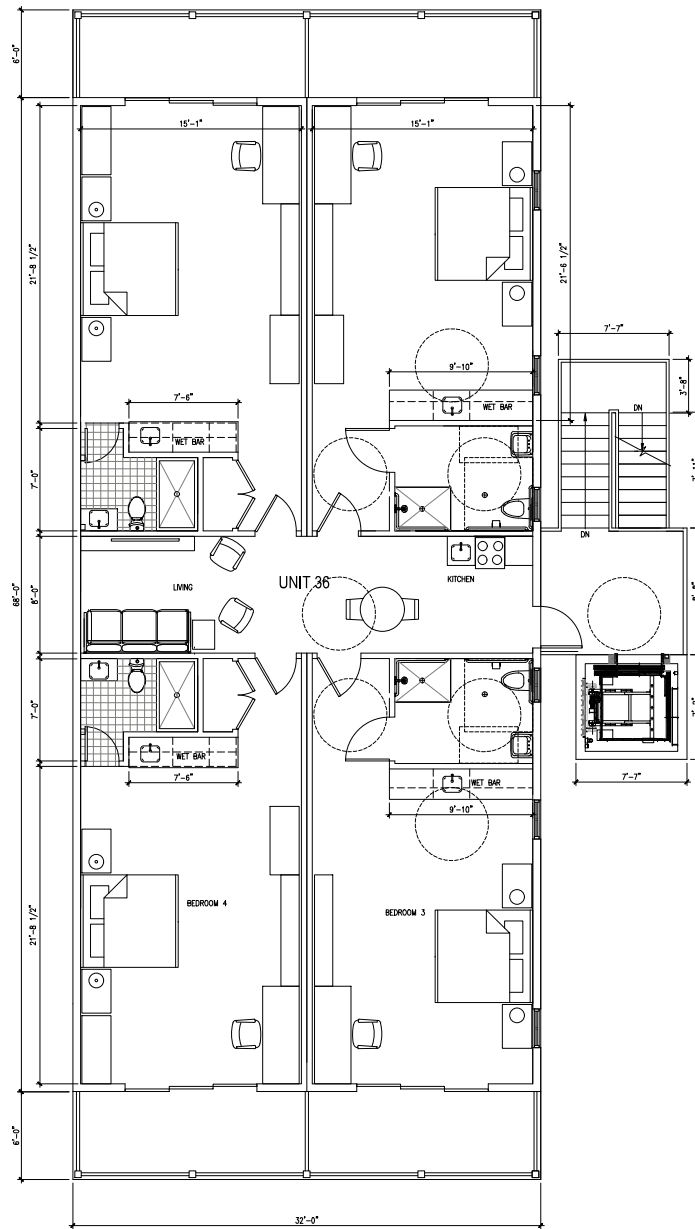 6'-0"
15'-1"
15'-1"
21'-8 1/2"
21'-6 1/2"
7'-7"
3'-8"
9'-10"
7'-6"
DN
WET BAR
WET BAR
7'-0"
DN
UNIT 36
LIVING
KITCHEN
68'-0"
7'-0"
WET BAR
WET BAR
7'-6"
7'-7"
9'-10"
BEDROOM 4
BEDROOM 3
21'-8 1/2"
6'-0"
32'-0"